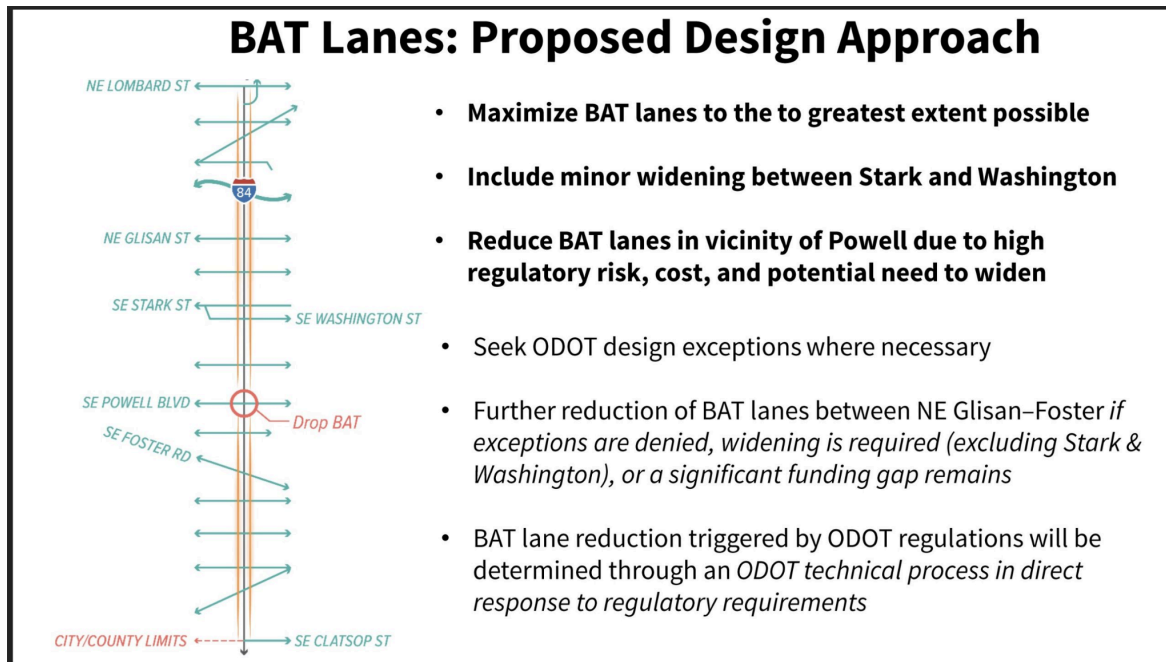 BAT Lanes: Proposed Design Approach
NE LOMBARD ST
84
NE GLISAN ST
SE STARK ST
SE WASHINGTON ST
SE POWELL BLVD
Drop BAT
SE FOSTER RD
CITY/COUNTY LIMITS
SE CLATSOP ST
• Maximize BAT lanes to the to greatest extent possible
• Include minor widening between Stark and Washington
• Reduce BAT lanes in vicinity of Powell due to high
regulatory risk, cost, and potential need to widen
• Seek ODOT design exceptions where necessary
• Further reduction of BAT lanes between NE Glisan–Foster if
exceptions are denied, widening is required (excluding Stark &
Washington), or a significant funding gap remains
• BAT lane reduction triggered by ODOT regulations will be
determined through an ODOT technical process in direct
response to regulatory requirements